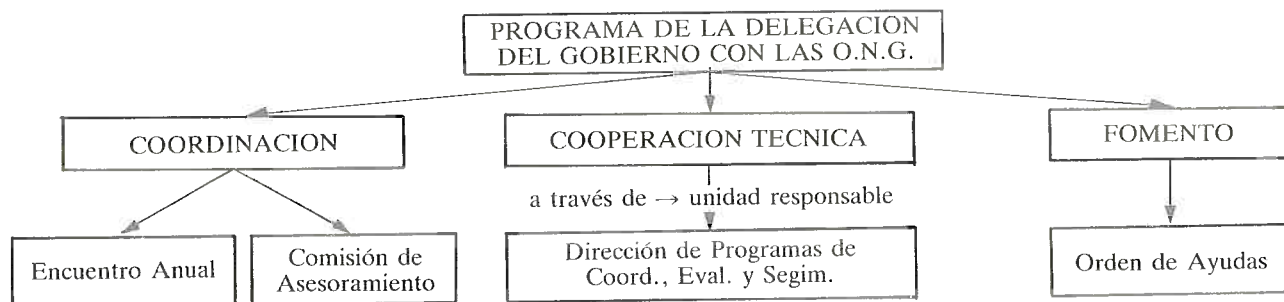 PROGRAMA DE LA DELEGACION
DEL GOBIERNO CON LAS O.N.G.
COORDINACION
COOPERACION TECNICA
FOMENTO
a través de → unidad responsable
Encuentro Anual
Comisión de
Asesoramiento
Dirección de Programas de
Coord., Eval. y Segim.
Orden de Ayudas